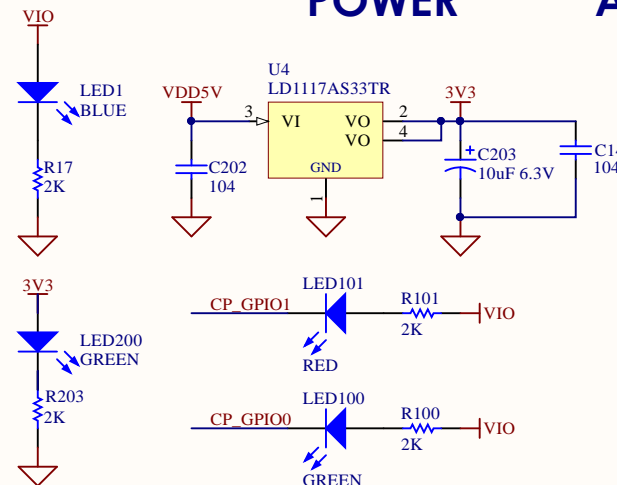 POWER
A
VIO
LED1
BLUE
R17
2K
VDD5V
C202
104
U4
LD1117AS33TR
3
VI
VO
2
VO
4
GND
1
3V3
C203
10uF 6.3V
104
3V3
LED200
GREEN
R203
2K
CP_GPIO1
LED101
RED
R101
2K
VIO
CP_GPIO0
LED100
GREEN
R100
2K
VIO